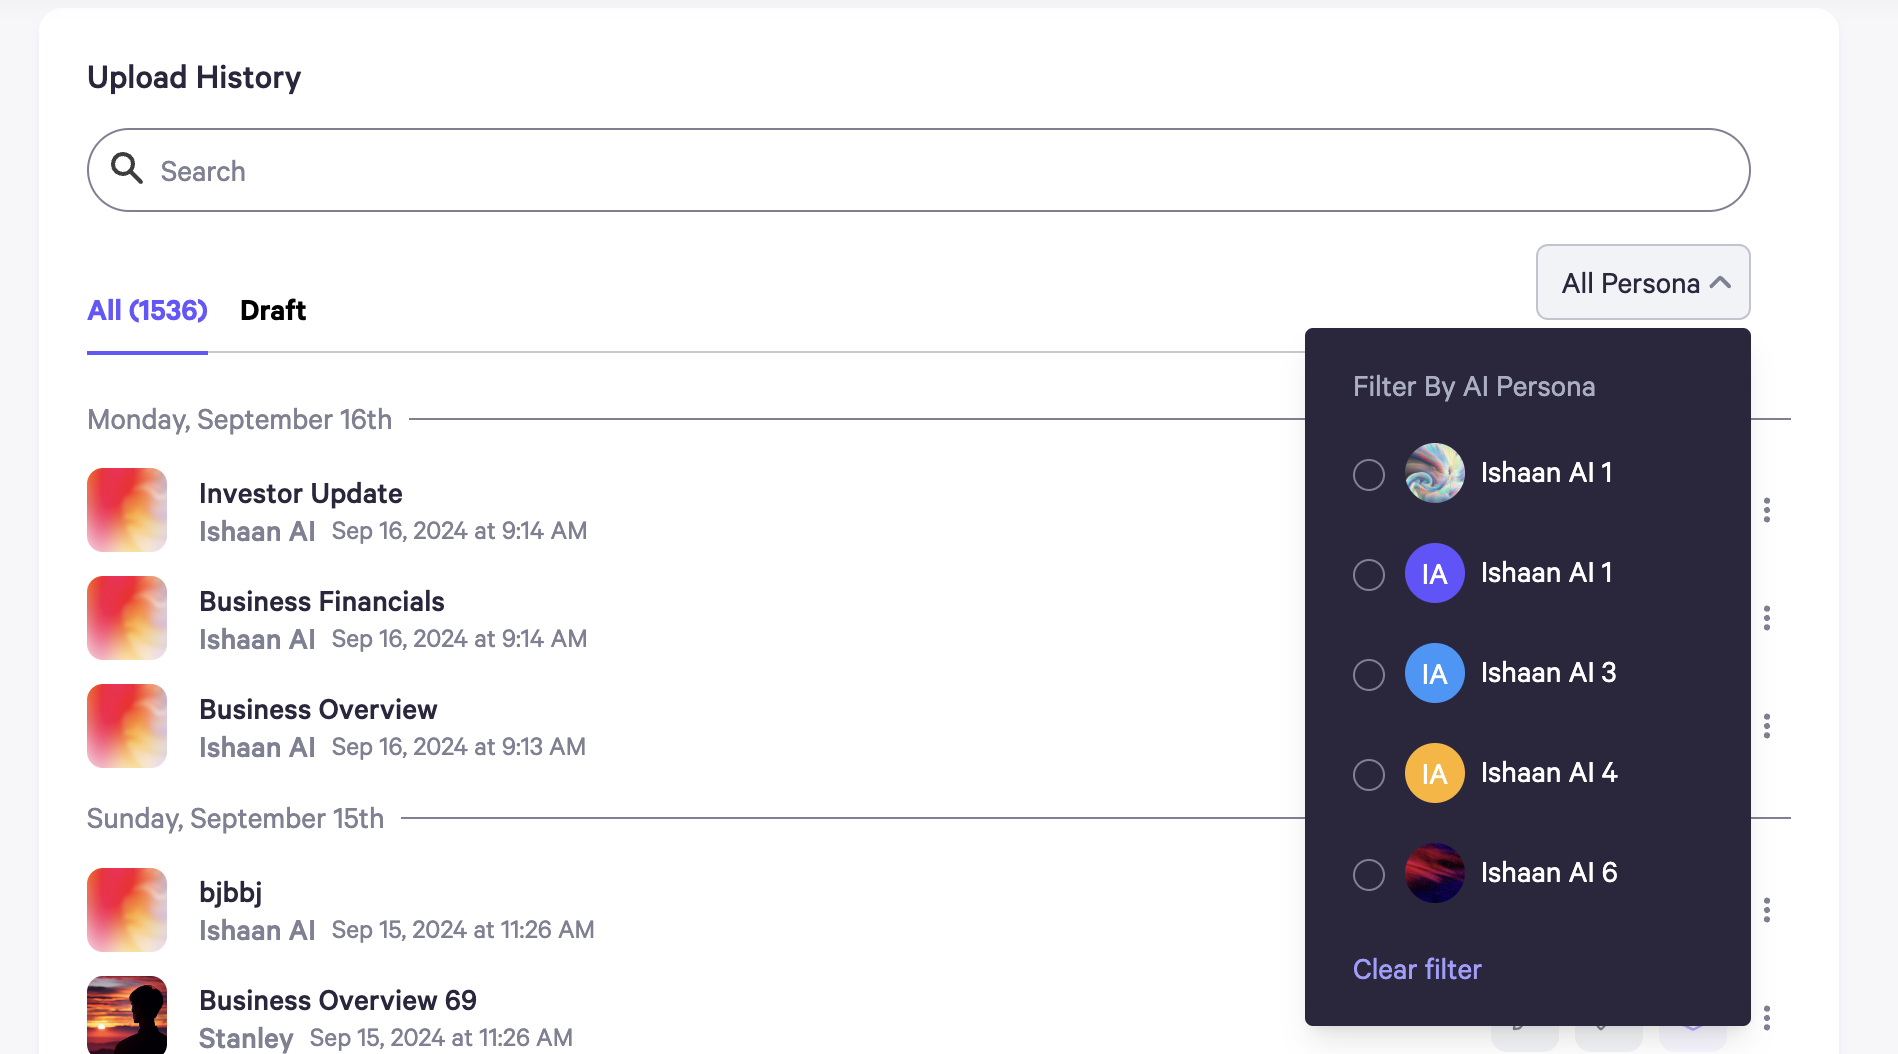 Upload History
Search
All (1536) Draft
All Persona
Filter By AI Persona
Ishaan AI 1
IA Ishaan AI 1
IA Ishaan AI 3
IA Ishaan AI 4
Ishaan AI 6
Clear filter
Monday, September 16th
Investor Update
Ishaan AI Sep 16, 2024 at 9:14 AM
Business Financials
Ishaan AI Sep 16, 2024 at 9:14 AM
Business Overview
Ishaan AI Sep 16, 2024 at 9:13 AM
Sunday, September 15th
bjbbj
Ishaan AI Sep 15, 2024 at 11:26 AM
Business Overview 69
Stanley Sep 15, 2024 at 11:26 AM